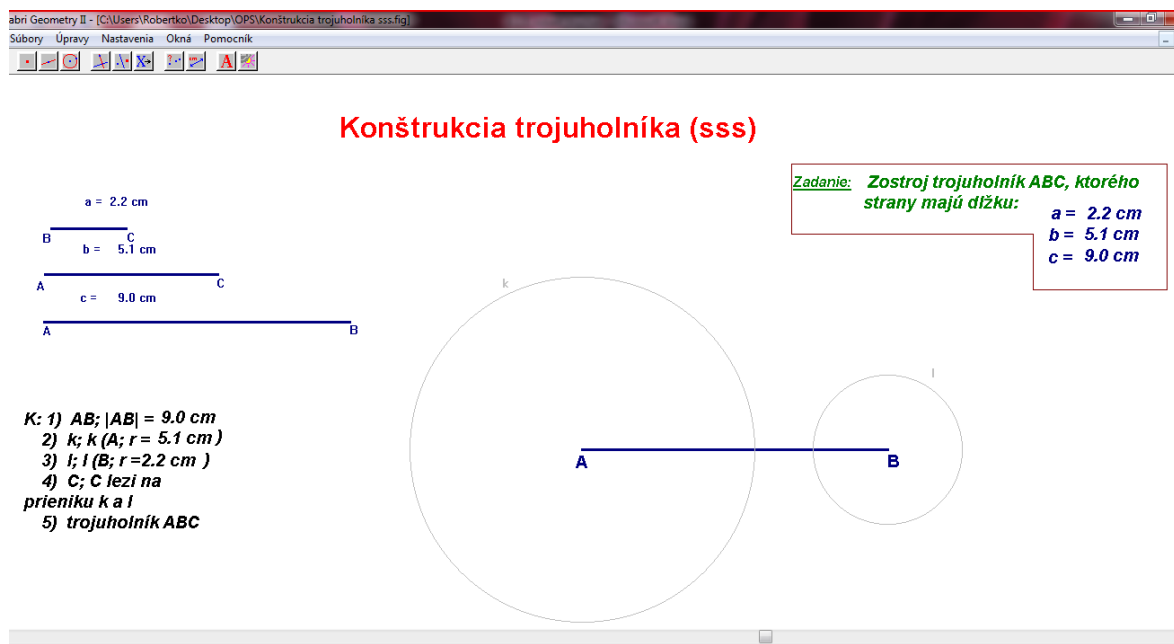 abri Geometry II - [C:\Users\Robertko\Desktop\OPS\Konštrukcia trojuholníka sss.fig]
Súbory Úpravy Nastavenia Okná Pomocník
Konštrukcia trojuholníka (sss)
Zadanie: Zostroj trojuholník ABC, ktorého
strany majú dĺžku:
a = 2.2 cm
b = 5.1 cm
c = 9.0 cm
a = 2.2 cm
B C
b = 5.1 cm
A C
c = 9.0 cm
A B
k
l
A B
K: 1) AB; |AB| = 9.0 cm
2) k; k (A; r = 5.1 cm )
3) l; l (B; r =2.2 cm )
4) C; C lezi na
prieniku k a l
5) trojuholník ABC